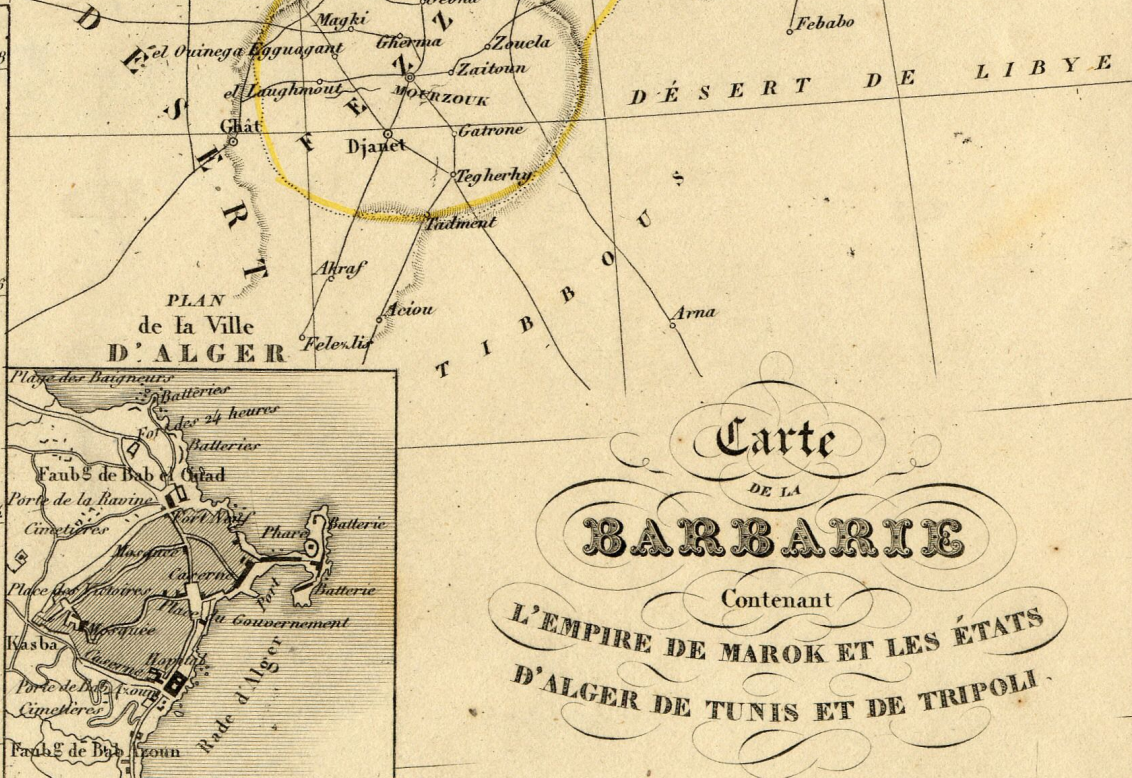 Magki
Febabo
el Ouinega
Egguagant
Gherma
Zouela
Zaitoun
el Laughmout
MOURZOUK
DÉSERT DE LIBYE
DÉSERT
FEZZ
Ghât
Djanet
Gatrone
Tegherhy
Tadment
TIBBOUS
Akraf
Aciou
Arna
PLAN
de la Ville
D'ALGER
Plage des Baigneurs
Batteries
des 24 heures
Fort
Batteries
Faubg. de Bab el Ouad
Porte de la Ravine
Cimetières
Fort Neuf
Phare
Batterie
Mosquée
Caserne
Place des Victoires
Port
Batterie
Place du Gouvernement
Mosquée
Kasba
Caserne
Hopital
Porte de Bab Azoun
Cimetières
Rade d'Alger
Faubg. de Bab Azoun
Carte
DE LA
BARBARIE
Contenant
L'EMPIRE DE MAROK ET LES ÉTATS
D'ALGER DE TUNIS ET DE TRIPOLI.